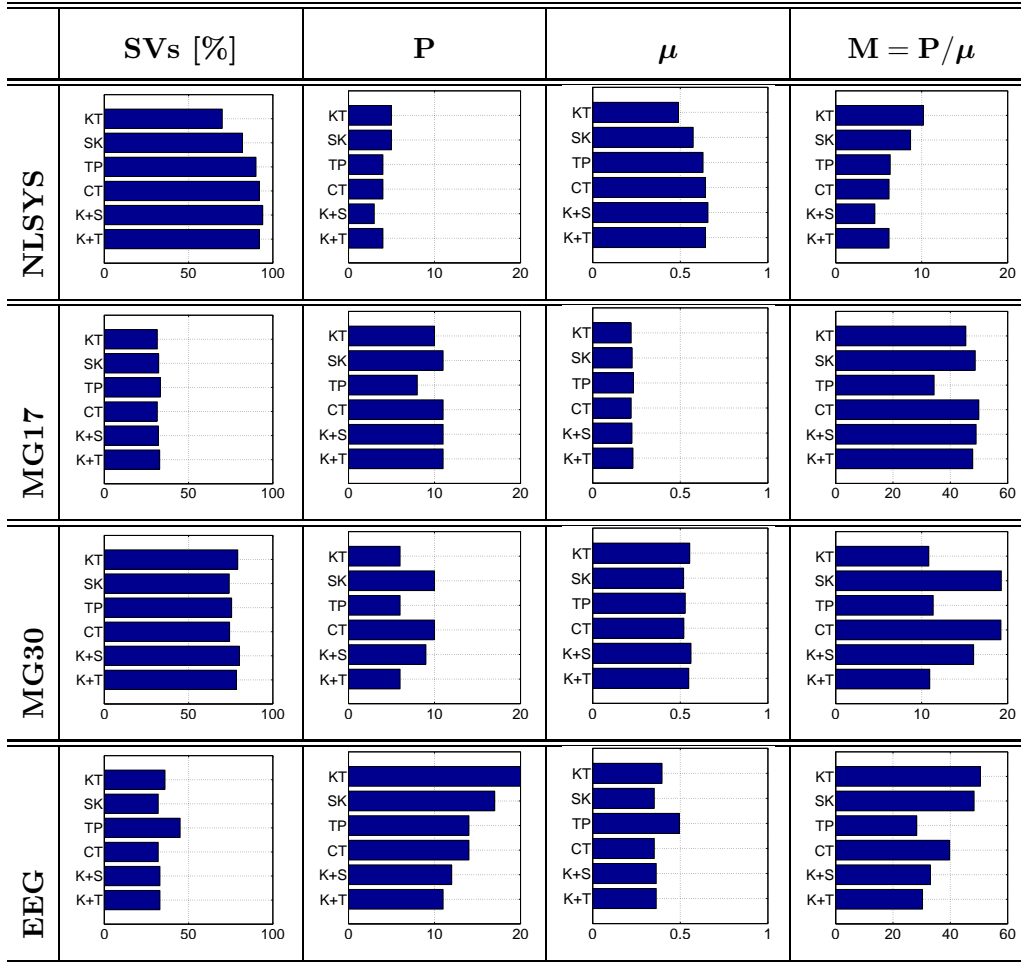 SVs [%] P μ M = P/μ
NLSYS
KT
SK
TP
CT
K+S
K+T
0 50 100
KT
SK
TP
CT
K+S
K+T
0 10 20
KT
SK
TP
CT
K+S
K+T
0 0.5 1
KT
SK
TP
CT
K+S
K+T
0 10 20
MG17
KT
SK
TP
CT
K+S
K+T
0 50 100
KT
SK
TP
CT
K+S
K+T
0 10 20
KT
SK
TP
CT
K+S
K+T
0 0.5 1
KT
SK
TP
CT
K+S
K+T
0 20 40 60
MG30
KT
SK
TP
CT
K+S
K+T
0 50 100
KT
SK
TP
CT
K+S
K+T
0 10 20
KT
SK
TP
CT
K+S
K+T
0 0.5 1
KT
SK
TP
CT
K+S
K+T
0 10 20
EEG
KT
SK
TP
CT
K+S
K+T
0 50 100
KT
SK
TP
CT
K+S
K+T
0 10 20
KT
SK
TP
CT
K+S
K+T
0 0.5 1
KT
SK
TP
CT
K+S
K+T
0 20 40 60